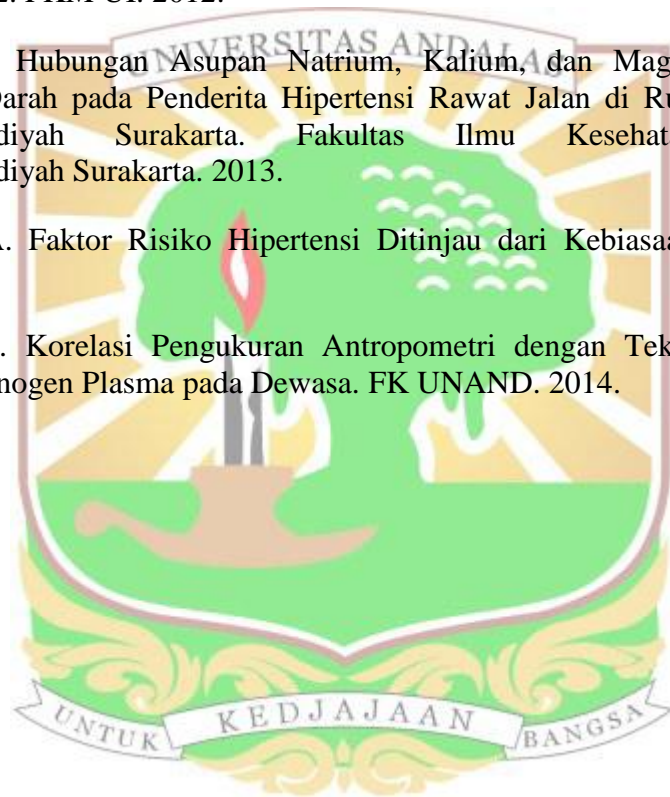 2. FKM UI. 2012.
UNIVERSITAS ANDALAS
Hubungan Asupan Natrium, Kalium, dan Mag
Darah pada Penderita Hipertensi Rawat Jalan di Ru
diyah Surakarta. Fakultas Ilmu Kesehat
diyah Surakarta. 2013.
A. Faktor Risiko Hipertensi Ditinjau dari Kebiasaa
. Korelasi Pengukuran Antropometri dengan Tek
nogen Plasma pada Dewasa. FK UNAND. 2014.
UNTUK KEDJAJAAN BANGSA